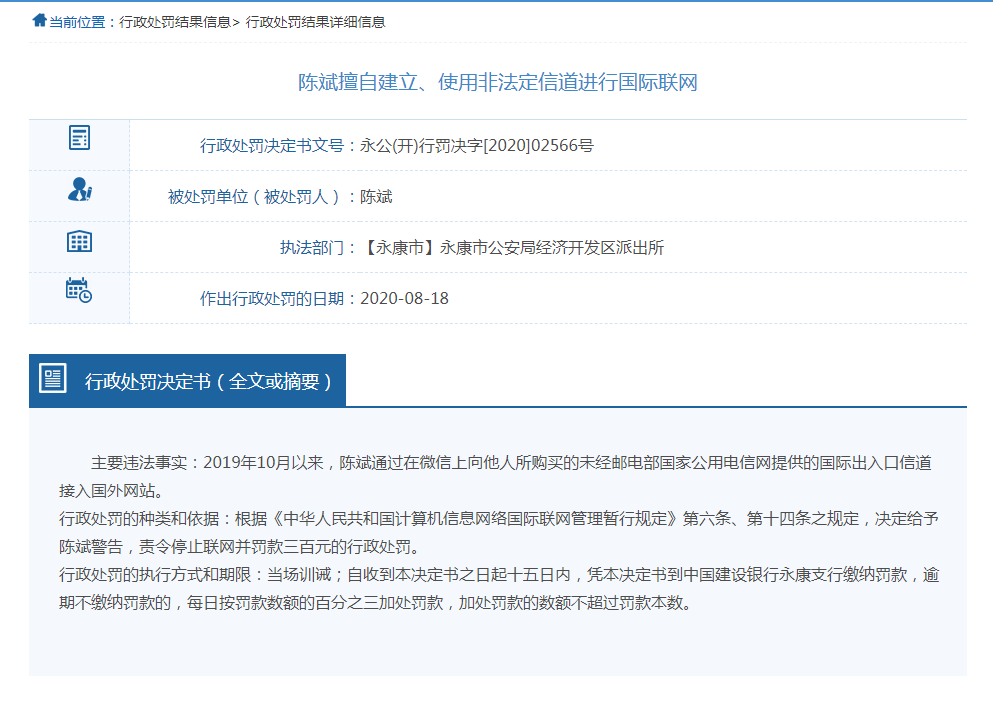 当前位置：行政处罚结果信息> 行政处罚结果详细信息
陈斌擅自建立、使用非法定信道进行国际联网
行政处罚决定书文号：永公(开)行罚决字[2020]02566号
被处罚单位（被处罚人）：陈斌
执法部门：【永康市】永康市公安局经济开发区派出所
作出行政处罚的日期：2020-08-18
行政处罚决定书（全文或摘要）
主要违法事实：2019年10月以来，陈斌通过在微信上向他人所购买的未经邮电部国家公用电信网提供的国际出入口信道
接入国外网站。
行政处罚的种类和依据：根据《中华人民共和国计算机信息网络国际联网管理暂行规定》第六条、第十四条之规定，决定给予
陈斌警告，责令停止联网并罚款三百元的行政处罚。
行政处罚的执行方式和期限：当场训诫；自收到本决定书之日起十五日内，凭本决定书到中国建设银行永康支行缴纳罚款，逾
期不缴纳罚款的，每日按罚款数额的百分之三加处罚款，加处罚款的数额不超过罚款本数。